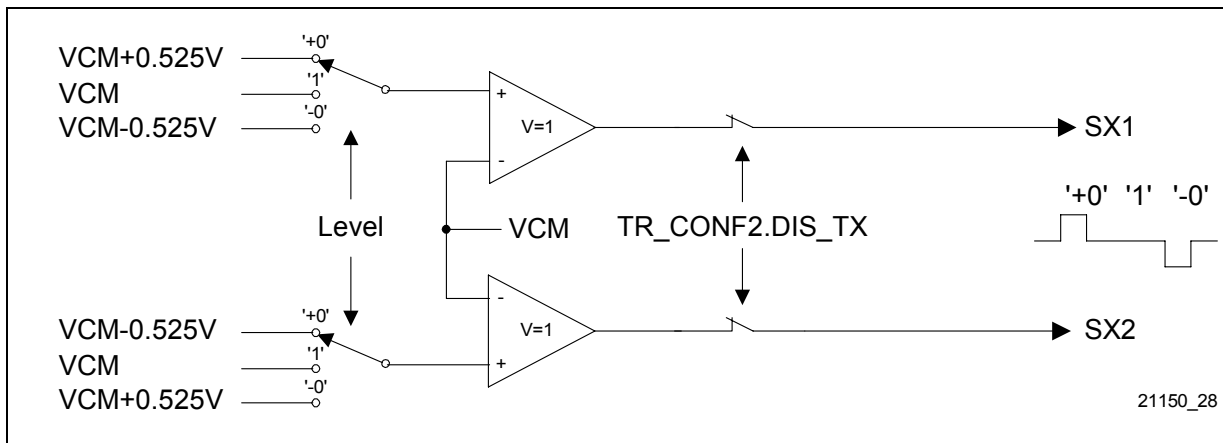 '+0'
VCM+0.525V
'1'
VCM
'-0'
VCM-0.525V
+
V=1
-
SX1
'+0' '1' '-0'
Level
VCM
TR_CONF2.DIS_TX
-
V=1
+
'+0'
VCM-0.525V
'1'
VCM
'-0'
VCM+0.525V
SX2
21150_28